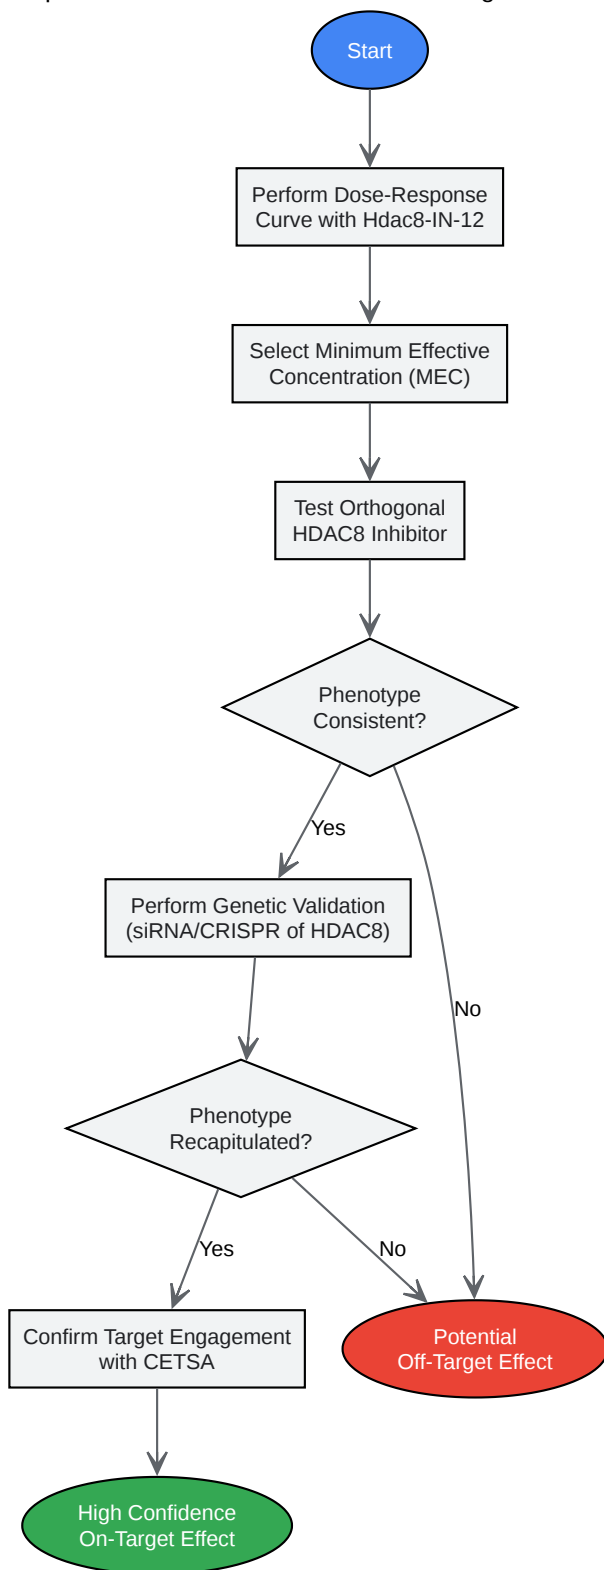 Start
Perform Dose-Response
Curve with Hdac8-IN-12
Select Minimum Effective
Concentration (MEC)
Test Orthogonal
HDAC8 Inhibitor
Phenotype
Consistent?
Yes
Perform Genetic Validation
(siRNA/CRISPR of HDAC8)
No
Phenotype
Recapitulated?
Yes
No
Confirm Target Engagement
with CETSA
Potential
Off-Target Effect
High Confidence
On-Target Effect